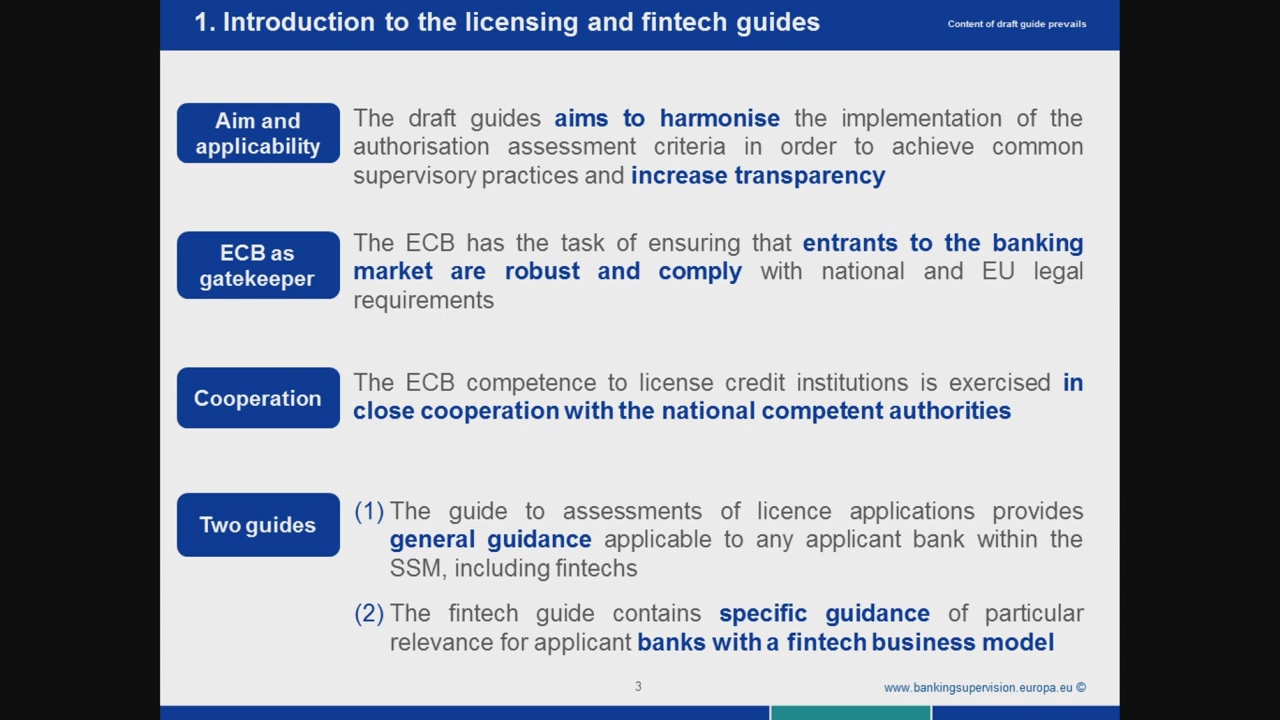 1. Introduction to the licensing and fintech guides
Content of draft guide prevails
Aim and
applicability
The draft guides aims to harmonise the implementation of the
authorisation assessment criteria in order to achieve common
supervisory practices and increase transparency
ECB as
gatekeeper
The ECB has the task of ensuring that entrants to the banking
market are robust and comply with national and EU legal
requirements
Cooperation
The ECB competence to license credit institutions is exercised in
close cooperation with the national competent authorities
Two guides
(1) The guide to assessments of licence applications provides
general guidance applicable to any applicant bank within the
SSM, including fintechs
(2) The fintech guide contains specific guidance of particular
relevance for applicant banks with a fintech business model
3
www.bankingsupervision.europa.eu ©